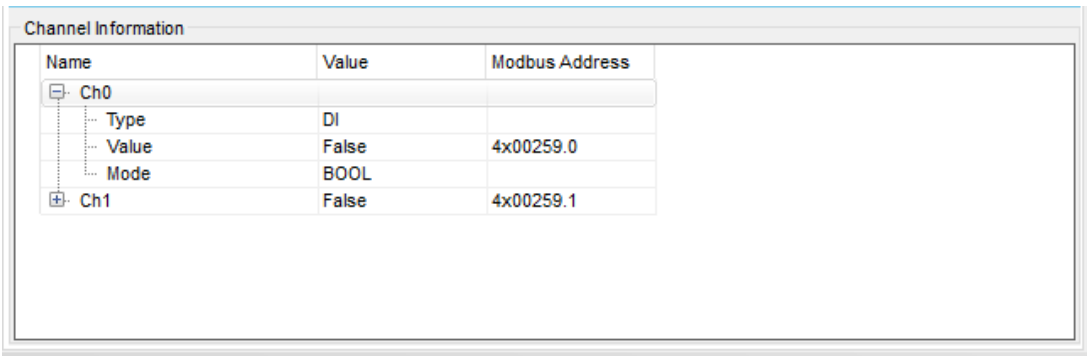 Channel Information
Name Value Modbus Address
Ch0
Type DI
Value False 4x00259.0
Mode BOOL
Ch1 False 4x00259.1